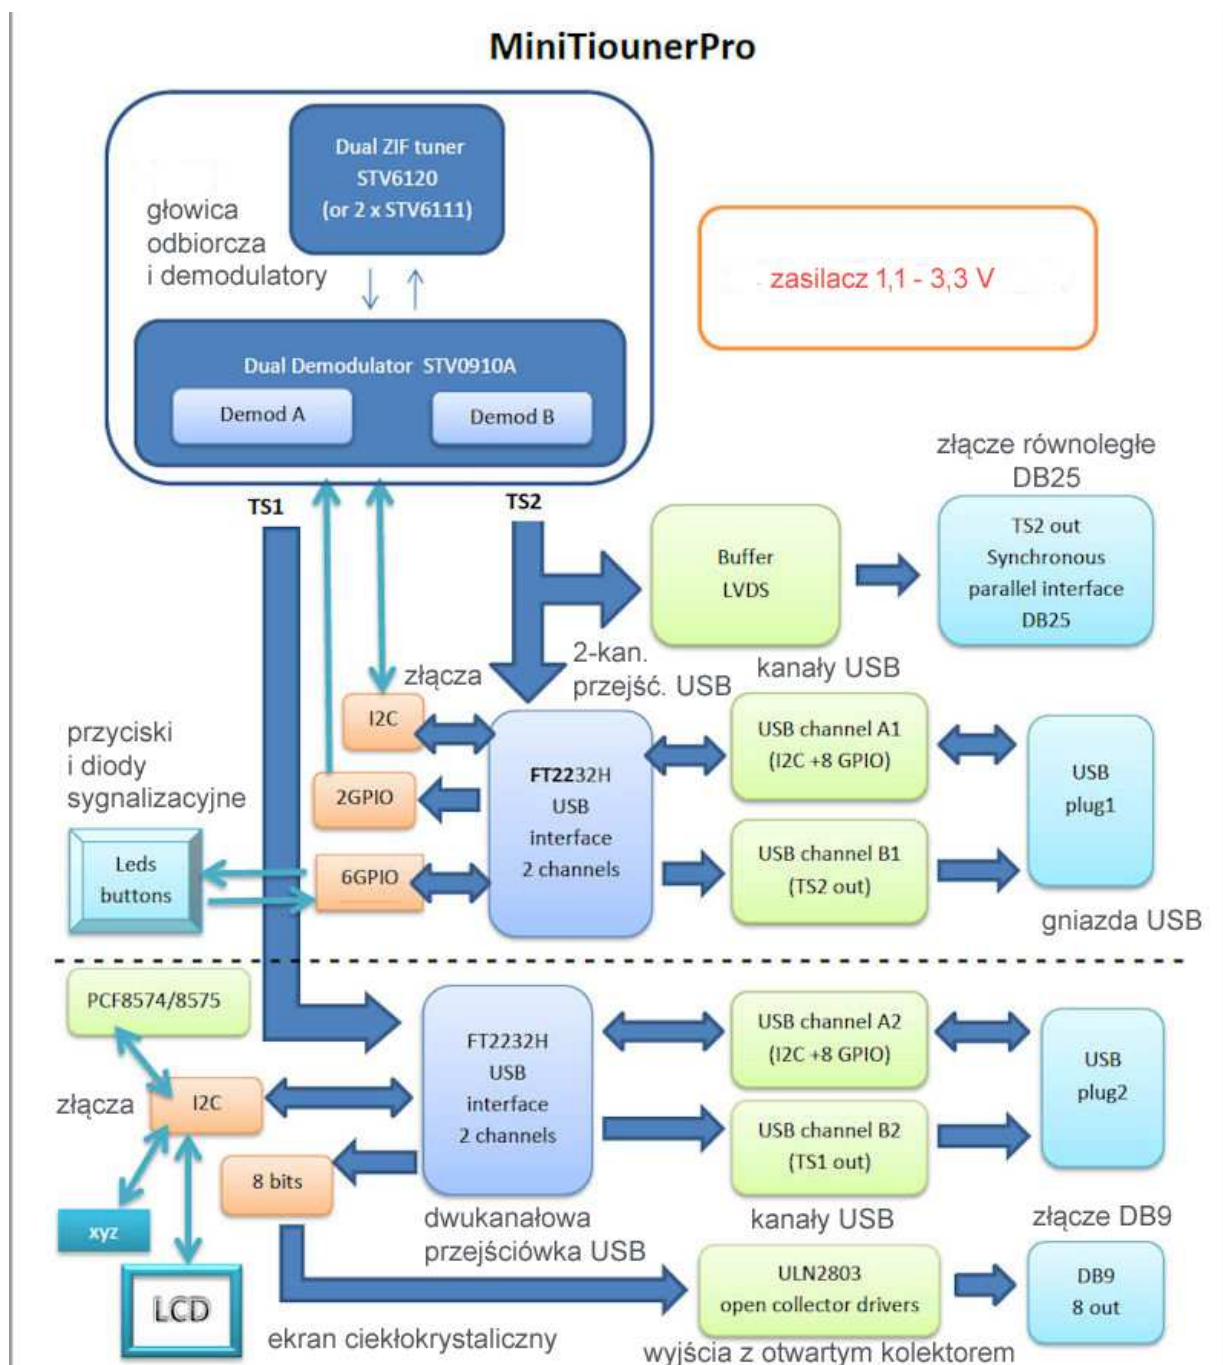 MiniTiounerPro
Dual ZIF tuner
STV6120
(or 2 x STV6111)
głowica
odbiorcza
i demodulatory
zasilacz 1,1 - 3,3 V
Dual Demodulator STV0910A
Demod A
Demod B
złącze równoległe
DB25
TS1
TS2
Buffer
LVDS
TS2 out
Synchronous
parallel interface
DB25
złącza
2-kan.
przejść. USB
kanały USB
przyciski
i diody
sygnalizacyjne
I2C
2GPIO
6GPIO
Leds
buttons
FT2232H
USB
interface
2 channels
USB channel A1
(I2C +8 GPIO)
USB channel B1
(TS2 out)
USB
plug1
gniazda USB
PCF8574/8575
złącza
I2C
8 bits
xyz
LCD
ekran ciekłokrystaliczny
FT2232H
USB
interface
2 channels
dwukanałowa
przejściówka USB
USB channel A2
(I2C +8 GPIO)
USB channel B2
(TS1 out)
kanały USB
USB
plug2
złącze DB9
ULN2803
open collector drivers
DB9
8 out
wyjścia z otwartym kolektorem